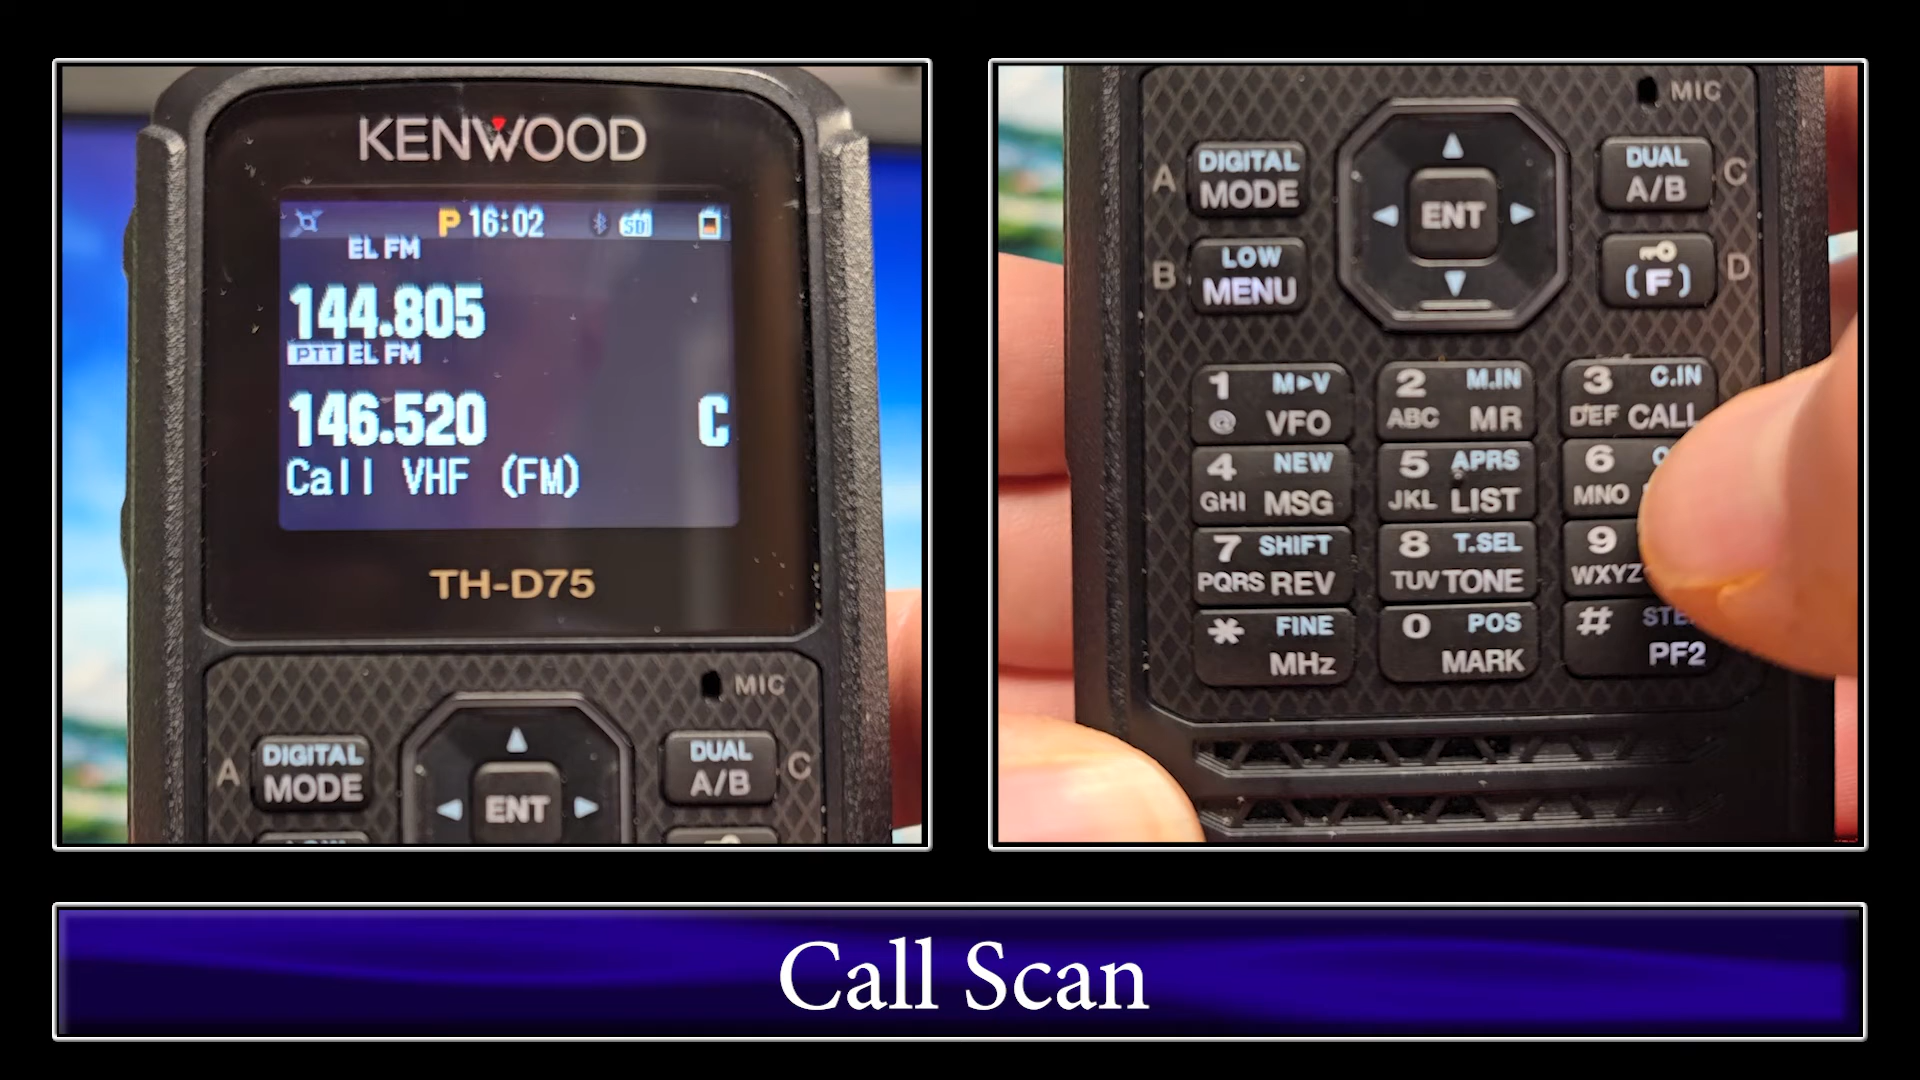 KENWOOD
P 16:02 SD
EL FM
144.805
PTT EL FM
146.520 C
Call VHF (FM)
TH-D75
MIC
A DIGITAL MODE
DUAL A/B C
ENT
MIC
A DIGITAL MODE
DUAL A/B C
ENT
B LOW MENU
(F) D
1 M►V
@ VFO
2 M.IN
ABC MR
3 C.IN
DEF CALL
4 NEW
GHI MSG
5 APRS
JKL LIST
6
MNO
7 SHIFT
PQRS REV
8 T.SEL
TUV TONE
9
WXYZ
* FINE
MHz
0 POS
MARK
#
PF2
Call Scan